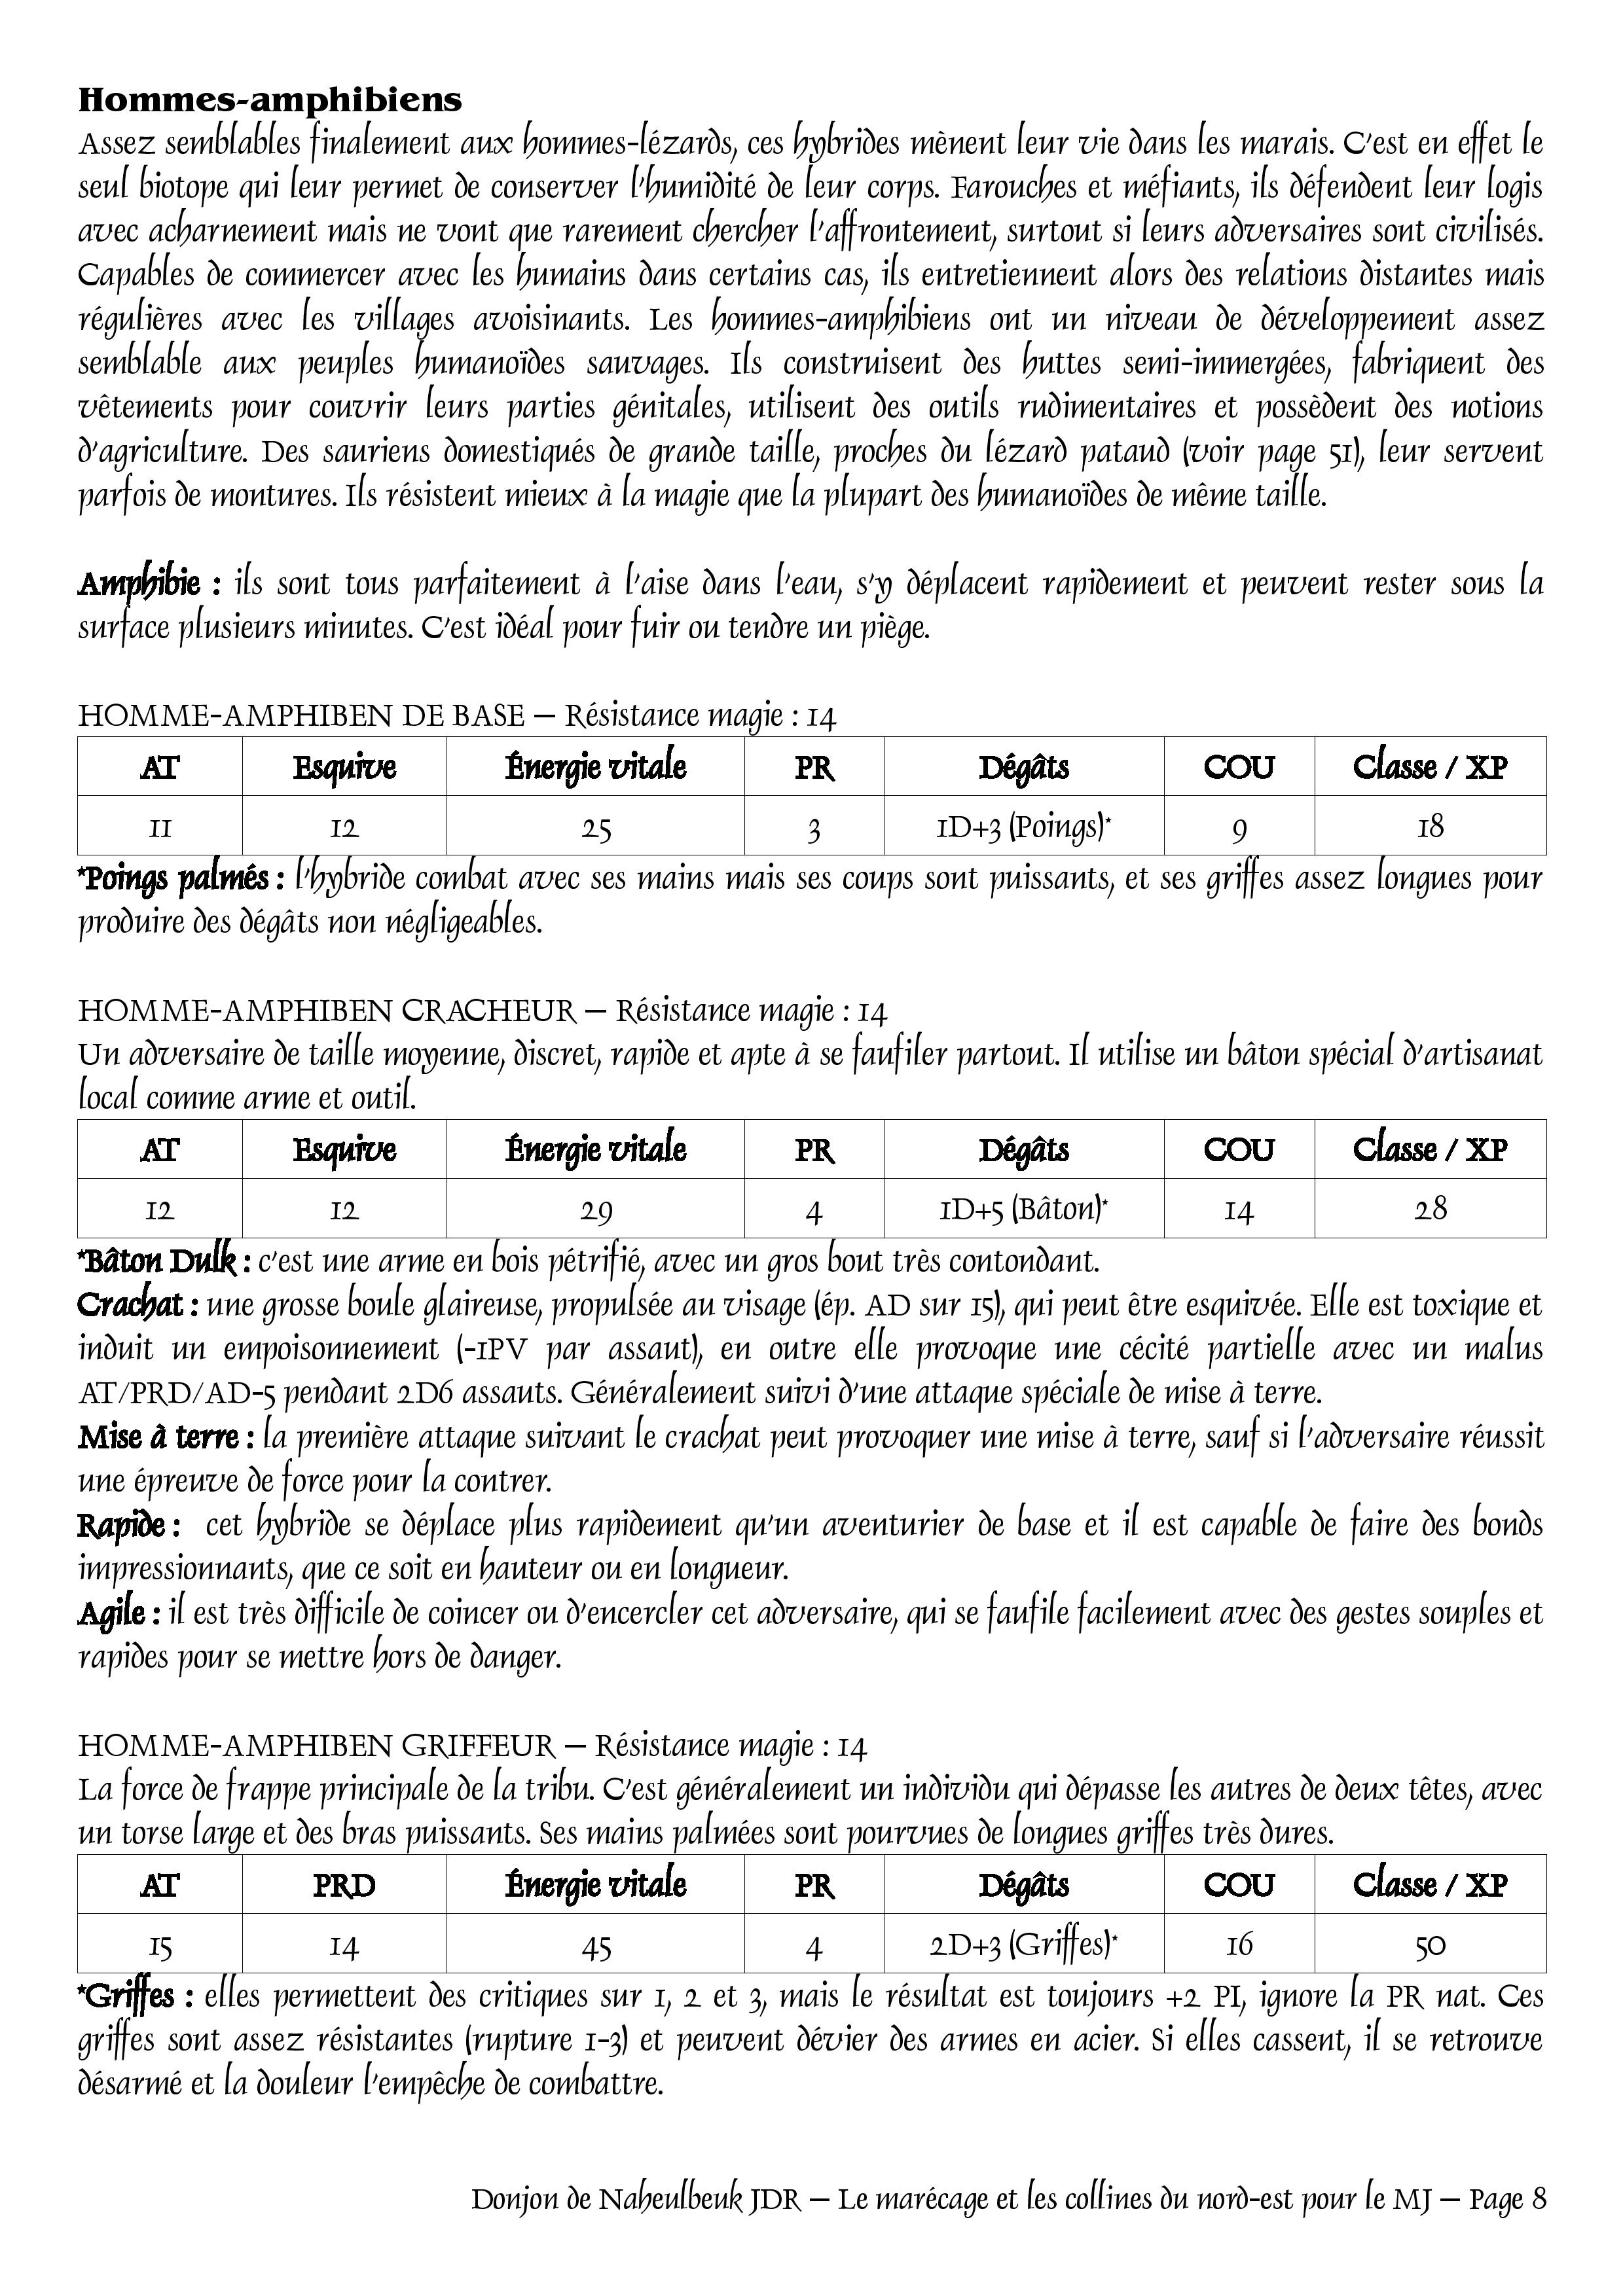 Hommes-amphibiens
Assez semblables finalement aux hommes-lézards, ces hybrides mènent leur vie dans les marais. C'est en effet le
seul biotope qui leur permet de conserver l'humidité de leur corps. Farouches et méfiants, ils défendent leur logis
avec acharnement mais ne vont que rarement chercher l'affrontement, surtout si leurs adversaires sont civilisés.
Capables de commercer avec les humains dans certains cas, ils entretiennent alors des relations distantes mais
régulières avec les villages avoisinants. Les hommes-amphibiens ont un niveau de développement assez
semblable aux peuples humanoïdes sauvages. Ils construisent des huttes semi-immergées, fabriquent des
vêtements pour couvrir leurs parties génitales, utilisent des outils rudimentaires et possèdent des notions
d'agriculture. Des sauriens domestiqués de grande taille, proches du lézard pataud (voir page 51), leur servent
parfois de montures. Ils résistent mieux à la magie que la plupart des humanoïdes de même taille.
Amphibie : ils sont tous parfaitement à l'aise dans l'eau, s'y déplacent rapidement et peuvent rester sous la
surface plusieurs minutes. C'est idéal pour fuir ou tendre un piège.
HOMME-AMPHIBEN DE BASE – Résistance magie : 14
AT Esquive Énergie vitale PR Dégâts COU Classe / XP
11 12 25 3 1D+3 (Poings)* 9 18
*Poings palmés : l'hybride combat avec ses mains mais ses coups sont puissants, et ses griffes assez longues pour
produire des dégâts non négligeables.
HOMME-AMPHIBEN CRACHEUR – Résistance magie : 14
Un adversaire de taille moyenne, discret, rapide et apte à se faufiler partout. Il utilise un bâton spécial d'artisanat
local comme arme et outil.
AT Esquive Énergie vitale PR Dégâts COU Classe / XP
12 12 29 4 1D+5 (Bâton)* 14 28
*Bâton Dulk : c'est une arme en bois pétrifié, avec un gros bout très contondant.
Crachat : une grosse boule glaireuse, propulsée au visage (ép. AD sur 15), qui peut être esquivée. Elle est toxique et
induit un empoisonnement (-1PV par assaut), en outre elle provoque une cécité partielle avec un malus
AT/PRD/AD-5 pendant 2D6 assauts. Généralement suivi d'une attaque spéciale de mise à terre.
Mise à terre : la première attaque suivant le crachat peut provoquer une mise à terre, sauf si l'adversaire réussit
une épreuve de force pour la contrer.
Rapide :  cet hybride se déplace plus rapidement qu'un aventurier de base et il est capable de faire des bonds
impressionnants, que ce soit en hauteur ou en longueur.
Agile : il est très difficile de coincer ou d'encercler cet adversaire, qui se faufile facilement avec des gestes souples et
rapides pour se mettre hors de danger.
HOMME-AMPHIBEN GRIFFEUR – Résistance magie : 14
La force de frappe principale de la tribu. C'est généralement un individu qui dépasse les autres de deux têtes, avec
un torse large et des bras puissants. Ses mains palmées sont pourvues de longues griffes très dures.
AT PRD Énergie vitale PR Dégâts COU Classe / XP
15 14 45 4 2D+3 (Griffes)* 16 50
*Griffes : elles permettent des critiques sur 1, 2 et 3, mais le résultat est toujours +2 PI, ignore la PR nat. Ces
griffes sont assez résistantes (rupture 1-3) et peuvent dévier des armes en acier. Si elles cassent, il se retrouve
désarmé et la douleur l'empêche de combattre.
Donjon de Naheulbeuk JDR – Le marécage et les collines du nord-est pour le MJ – Page 8